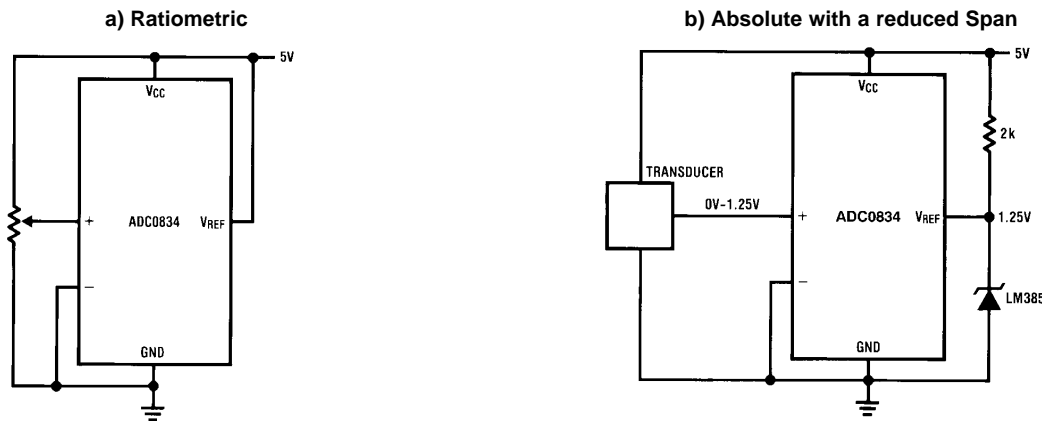 a) Ratiometric
5V
VCC
+
ADC0834
VREF
−
GND
b) Absolute with a reduced Span
5V
VCC
2k
TRANSDUCER
0V–1.25V
+
ADC0834
VREF
1.25V
−
LM385
GND